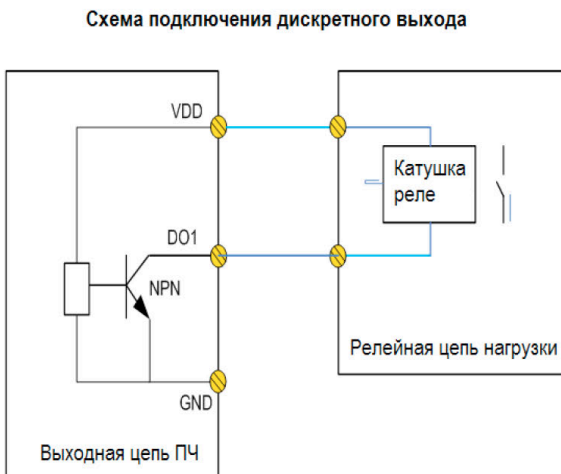 Схема подключения дискретного выхода
VDD
Катушка
реле
DO1
NPN
Релейная цепь нагрузки
GND
Выходная цепь ПЧ